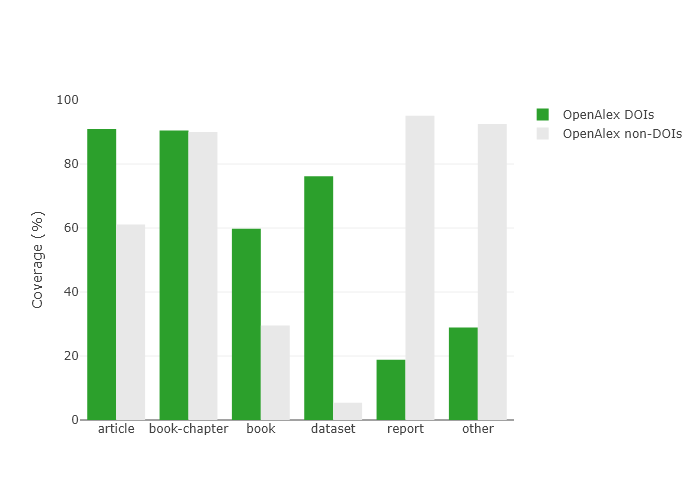 100
80
60
40
20
0
Coverage (%)
article
book-chapter
book
dataset
report
other
OpenAlex DOIs
OpenAlex non-DOIs